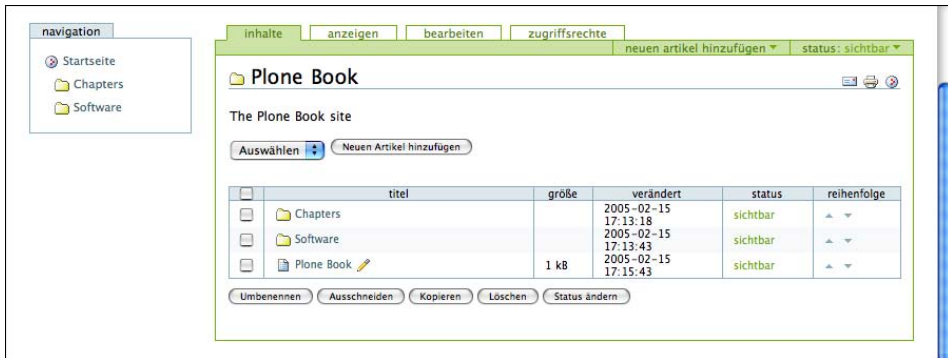 navigation
Startseite
Chapters
Software
inhalte anzeigen bearbeiten zugriffsrechte
neuen artikel hinzufügen status: sichtbar
Plone Book
The Plone Book site
Auswählen Neuen Artikel hinzufügen
titel größe verändert status reihenfolge
Chapters 2005-02-15 17:13:18 sichtbar
Software 2005-02-15 17:13:43 sichtbar
Plone Book 1 kB 2005-02-15 17:15:43 sichtbar
Umbenennen Ausschneiden Kopieren Löschen Status ändern